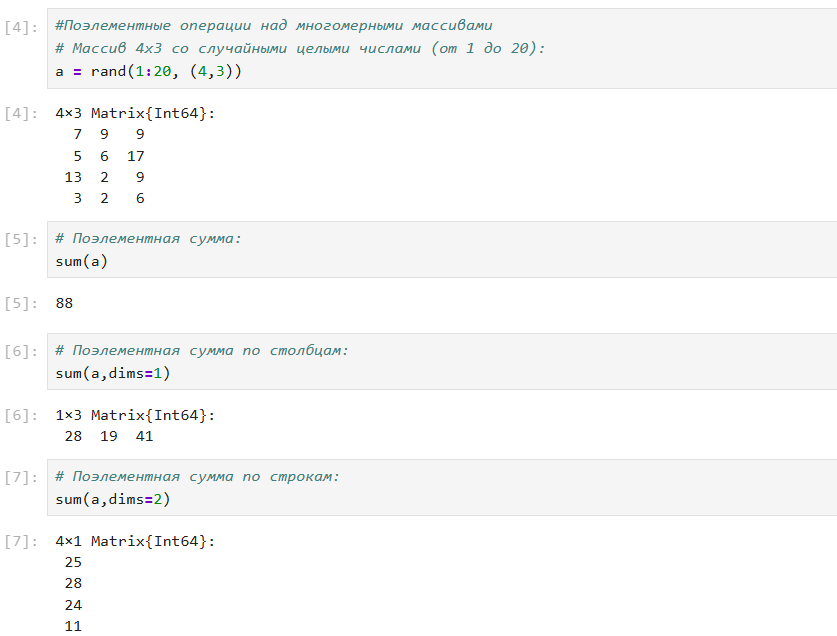 [4]: #Поэлементные операции над многомерными массивами
# Массив 4x3 со случайными целыми числами (от 1 до 20):
a = rand(1:20, (4,3))
[4]: 4×3 Matrix{Int64}:
7 9 9
5 6 17
13 2 9
3 2 6
[5]: # Поэлементная сумма:
sum(a)
[5]: 88
[6]: # Поэлементная сумма по столбцам:
sum(a,dims=1)
[6]: 1×3 Matrix{Int64}:
28 19 41
[7]: # Поэлементная сумма по строкам:
sum(a,dims=2)
[7]: 4×1 Matrix{Int64}:
25
28
24
11